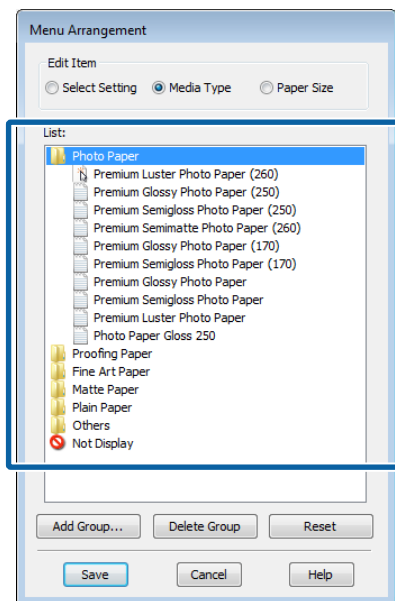 Menu Arrangement
Edit Item
Select Setting Media Type Paper Size
List:
Photo Paper
Premium Luster Photo Paper (260)
Premium Glossy Photo Paper (250)
Premium Semigloss Photo Paper (250)
Premium Semimatte Photo Paper (260)
Premium Glossy Photo Paper (170)
Premium Semigloss Photo Paper (170)
Premium Glossy Photo Paper
Premium Semigloss Photo Paper
Premium Luster Photo Paper
Photo Paper Gloss 250
Proofing Paper
Fine Art Paper
Matte Paper
Plain Paper
Others
Not Display
Add Group... Delete Group Reset
Save Cancel Help